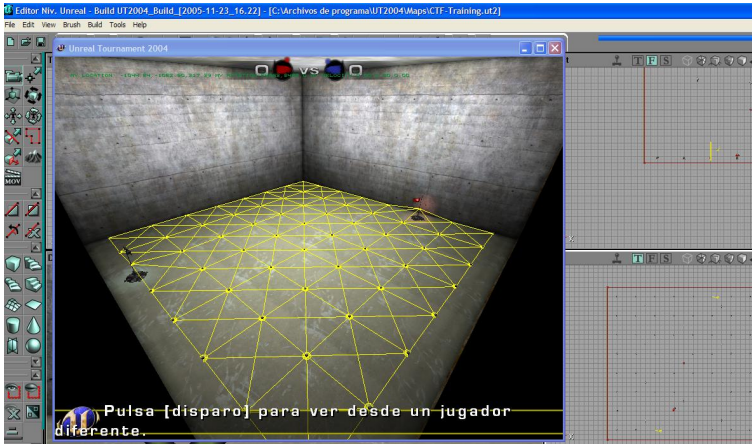 Editor Niv. Unreal - Build UT2004_Build_[2005-11-23_16.22] - [C:\Archivos de programa\UT2004\Maps\CTF-Training.ut2]
File Edit View Brush Build Tools Help
Unreal Tournament 2004
0 VS 0
MOV
T F S
X
T F S
X
Pulsa [disparo] para ver desde un jugador
diferente.